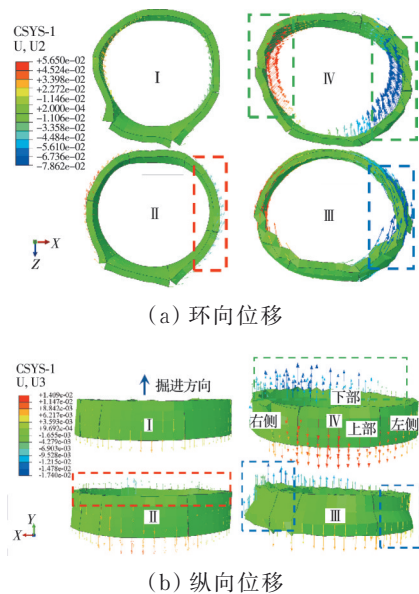 CSYS-1
U, U2
+5.650e-02
+4.524e-02
+3.398e-02
+2.272e-02
-1.146e-02
+2.000e-04
-1.106e-02
-3.358e-02
-4.484e-02
-5.610e-02
-6.736e-02
-7.862e-02
I
IV
II
III
X
Z
(a) 环向位移
CSYS-1
U, U3
+1.409e-02
+1.147e-02
+8.842e-03
+6.217e-03
+3.593e-03
+9.692e-04
-1.655e-03
-4.279e-03
-6.903e-03
-9.528e-03
-1.215e-02
-1.478e-02
-1.740e-02
掘进方向
I
下部
右侧
IV
左侧
上部
II
III
Y
X
(b) 纵向位移